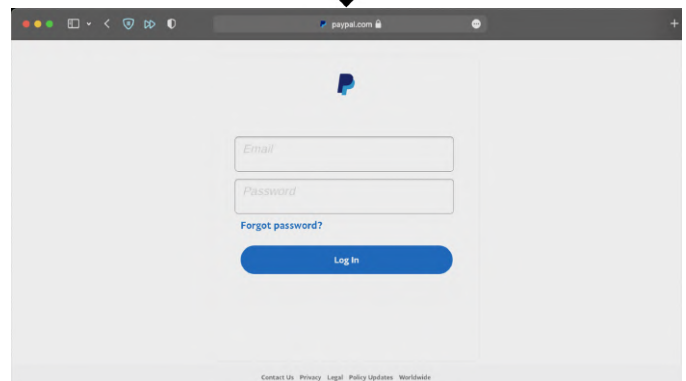 paypal.com
Email
Password
Forgot password?
Log In
Contact Us Privacy Legal Policy Updates Worldwide